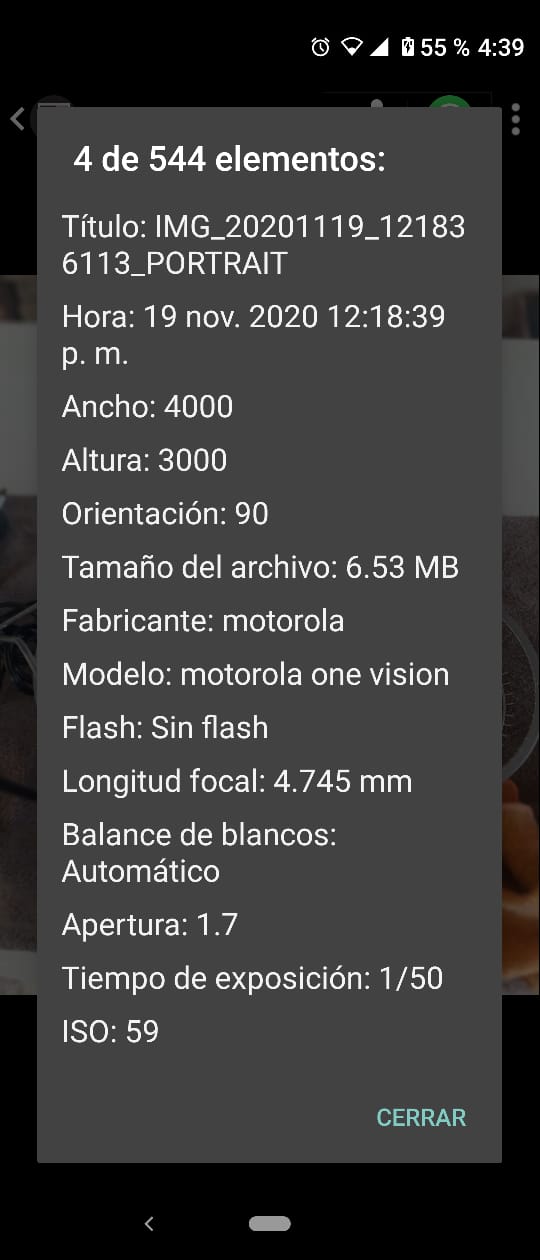 55 % 4:39
4 de 544 elementos:
Título: IMG_20201119_12183
6113_PORTRAIT
Hora: 19 nov. 2020 12:18:39
p. m.
Ancho: 4000
Altura: 3000
Orientación: 90
Tamaño del archivo: 6.53 MB
Fabricante: motorola
Modelo: motorola one vision
Flash: Sin flash
Longitud focal: 4.745 mm
Balance de blancos:
Automático
Apertura: 1.7
Tiempo de exposición: 1/50
ISO: 59
CERRAR